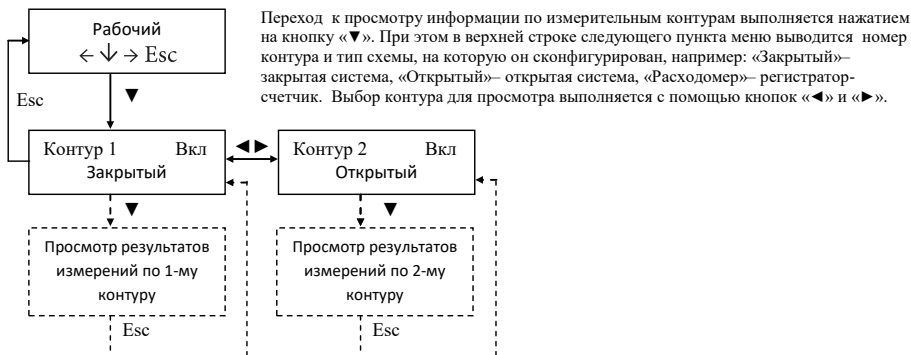 Рабочий
← ↓ → Esc
Переход к просмотру информации по измерительным контурам выполняется нажатием
на кнопку «▼». При этом в верхней строке следующего пункта меню выводится номер
контура и тип схемы, на которую он сконфигурирован, например: «Закрытый»–
закрытая система, «Открытый»– открытая система, «Расходомер»– регистратор-
счетчик. Выбор контура для просмотра выполняется с помощью кнопок «◄» и «►».
Esc
▼
Контур 1 Вкл
Закрытый
◄►
Контур 2 Вкл
Открытый
▼
▼
Просмотр результатов
измерений по 1-му
контуру
Просмотр результатов
измерений по 2-му
контуру
Esc
Esc